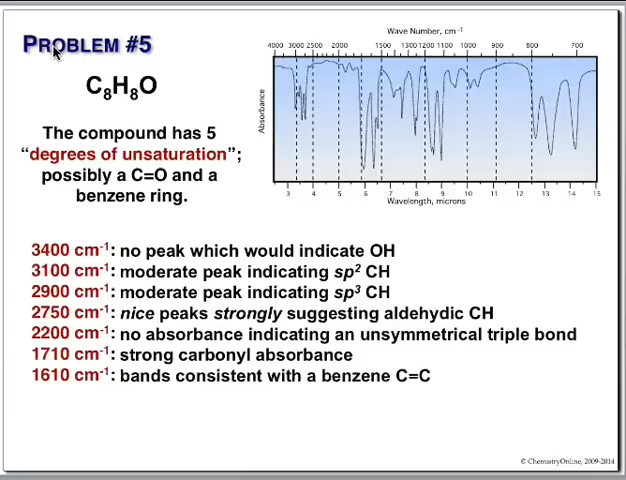 PROBLEM #5
C8H8O
The compound has 5
“degrees of unsaturation”;
possibly a C=O and a
benzene ring.
Wave Number, cm-1
4000 3000 2500 2000 1500 1300 1200 1100 1000 900 800 700
Absorbance
3 4 5 6 7 8 9 10 11 12 13 14 15
Wavelength, microns
3400 cm-1: no peak which would indicate OH
3100 cm-1: moderate peak indicating sp2 CH
2900 cm-1: moderate peak indicating sp3 CH
2750 cm-1: nice peaks strongly suggesting aldehydic CH
2200 cm-1: no absorbance indicating an unsymmetrical triple bond
1710 cm-1: strong carbonyl absorbance
1610 cm-1: bands consistent with a benzene C=C
© ChemistryOnline, 2009-2014